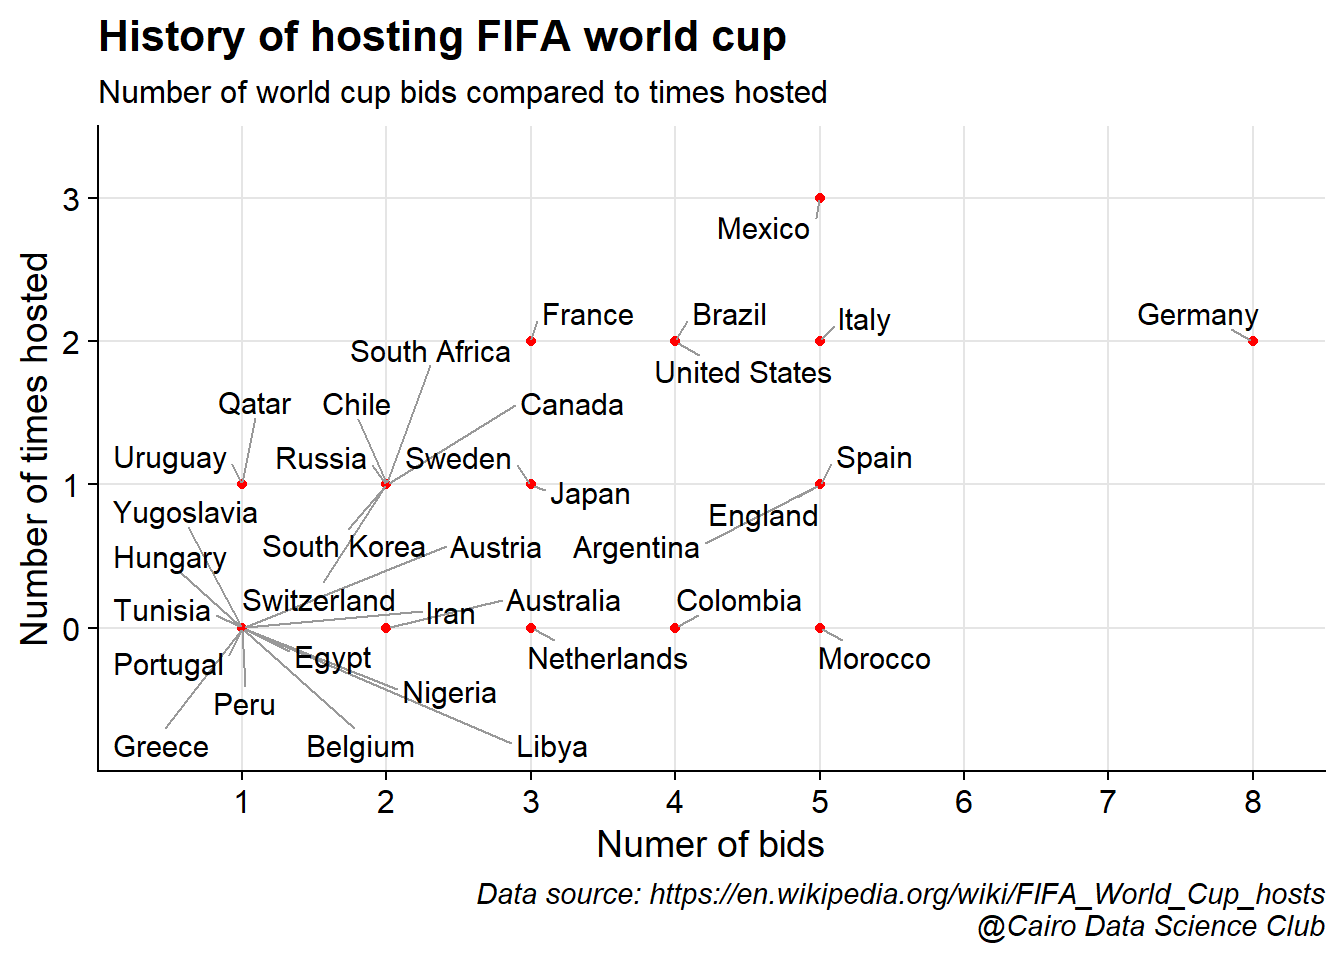 History of hosting FIFA world cup
Number of world cup bids compared to times hosted
Number of times hosted
3
2
1
0
Mexico
France
Brazil
Italy
Germany
South Africa
United States
Qatar
Chile
Canada
Uruguay
Russia
Sweden
Spain
Japan
Yugoslavia
England
Hungary
South Korea
Austria
Argentina
Switzerland
Australia
Colombia
Tunisia
Iran
Portugal
Egypt
Netherlands
Morocco
Peru
Nigeria
Greece
Belgium
Libya
1 2 3 4 5 6 7 8
Numer of bids
Data source: https://en.wikipedia.org/wiki/FIFA_World_Cup_hosts
@Cairo Data Science Club